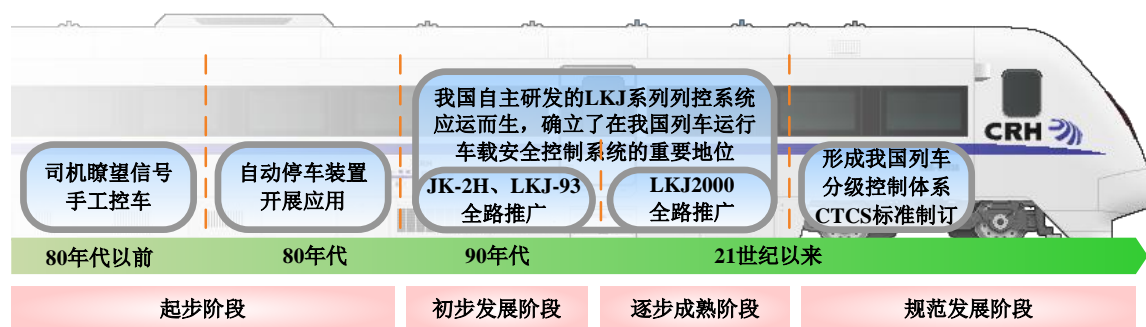 我国自主研发的LKJ系列列控系统
应运而生，确立了在我国列车运行
车载安全控制系统的重要地位
CRH
司机瞭望信号
手工控车
自动停车装置
开展应用
JK-2H、LKJ-93
全路推广
LKJ2000
全路推广
形成我国列车
分级控制体系
CTCS标准制订
80年代以前
80年代
90年代
21世纪以来
起步阶段
初步发展阶段
逐步成熟阶段
规范发展阶段